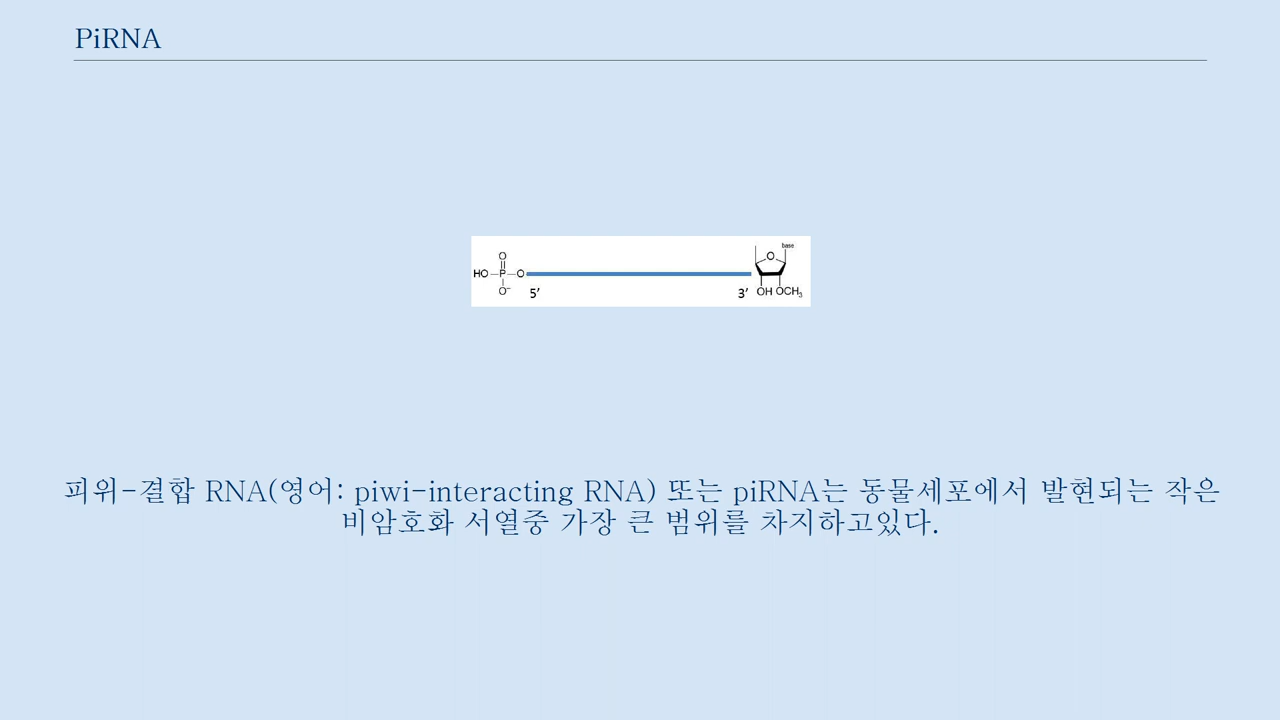 PiRNA
base
O
O
HO P O
O⁻
5′ 3′ OH OCH₃
피위-결합 RNA(영어: piwi-interacting RNA) 또는 piRNA는 동물세포에서 발현되는 작은
비암호화 서열중 가장 큰 범위를 차지하고있다.